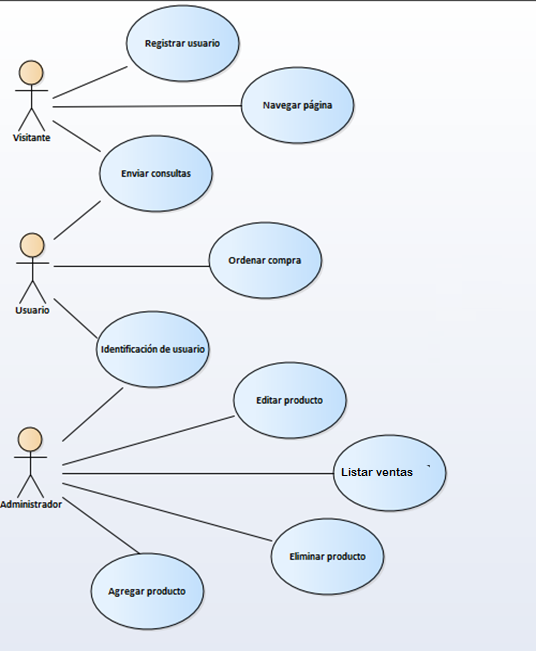 Registrar usuario
Navegar página
Visitante
Enviar consultas
Ordenar compra
Usuario
Identificación de usuario
Editar producto
Listar ventas
Administrador
Eliminar producto
Agregar producto